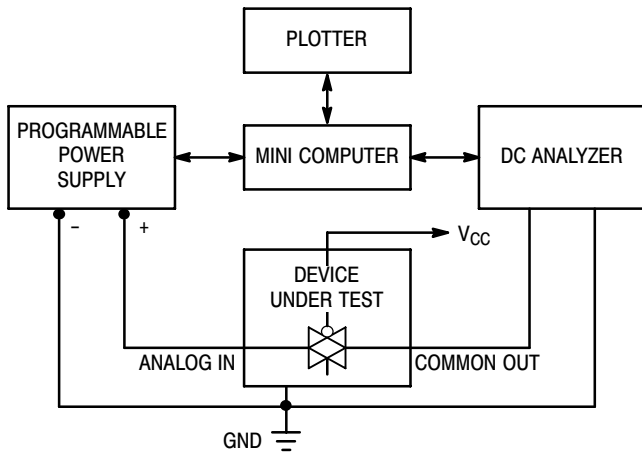 PLOTTER
PROGRAMMABLE
POWER
SUPPLY
MINI COMPUTER
DC ANALYZER
−
+
VCC
DEVICE
UNDER TEST
ANALOG IN
COMMON OUT
GND